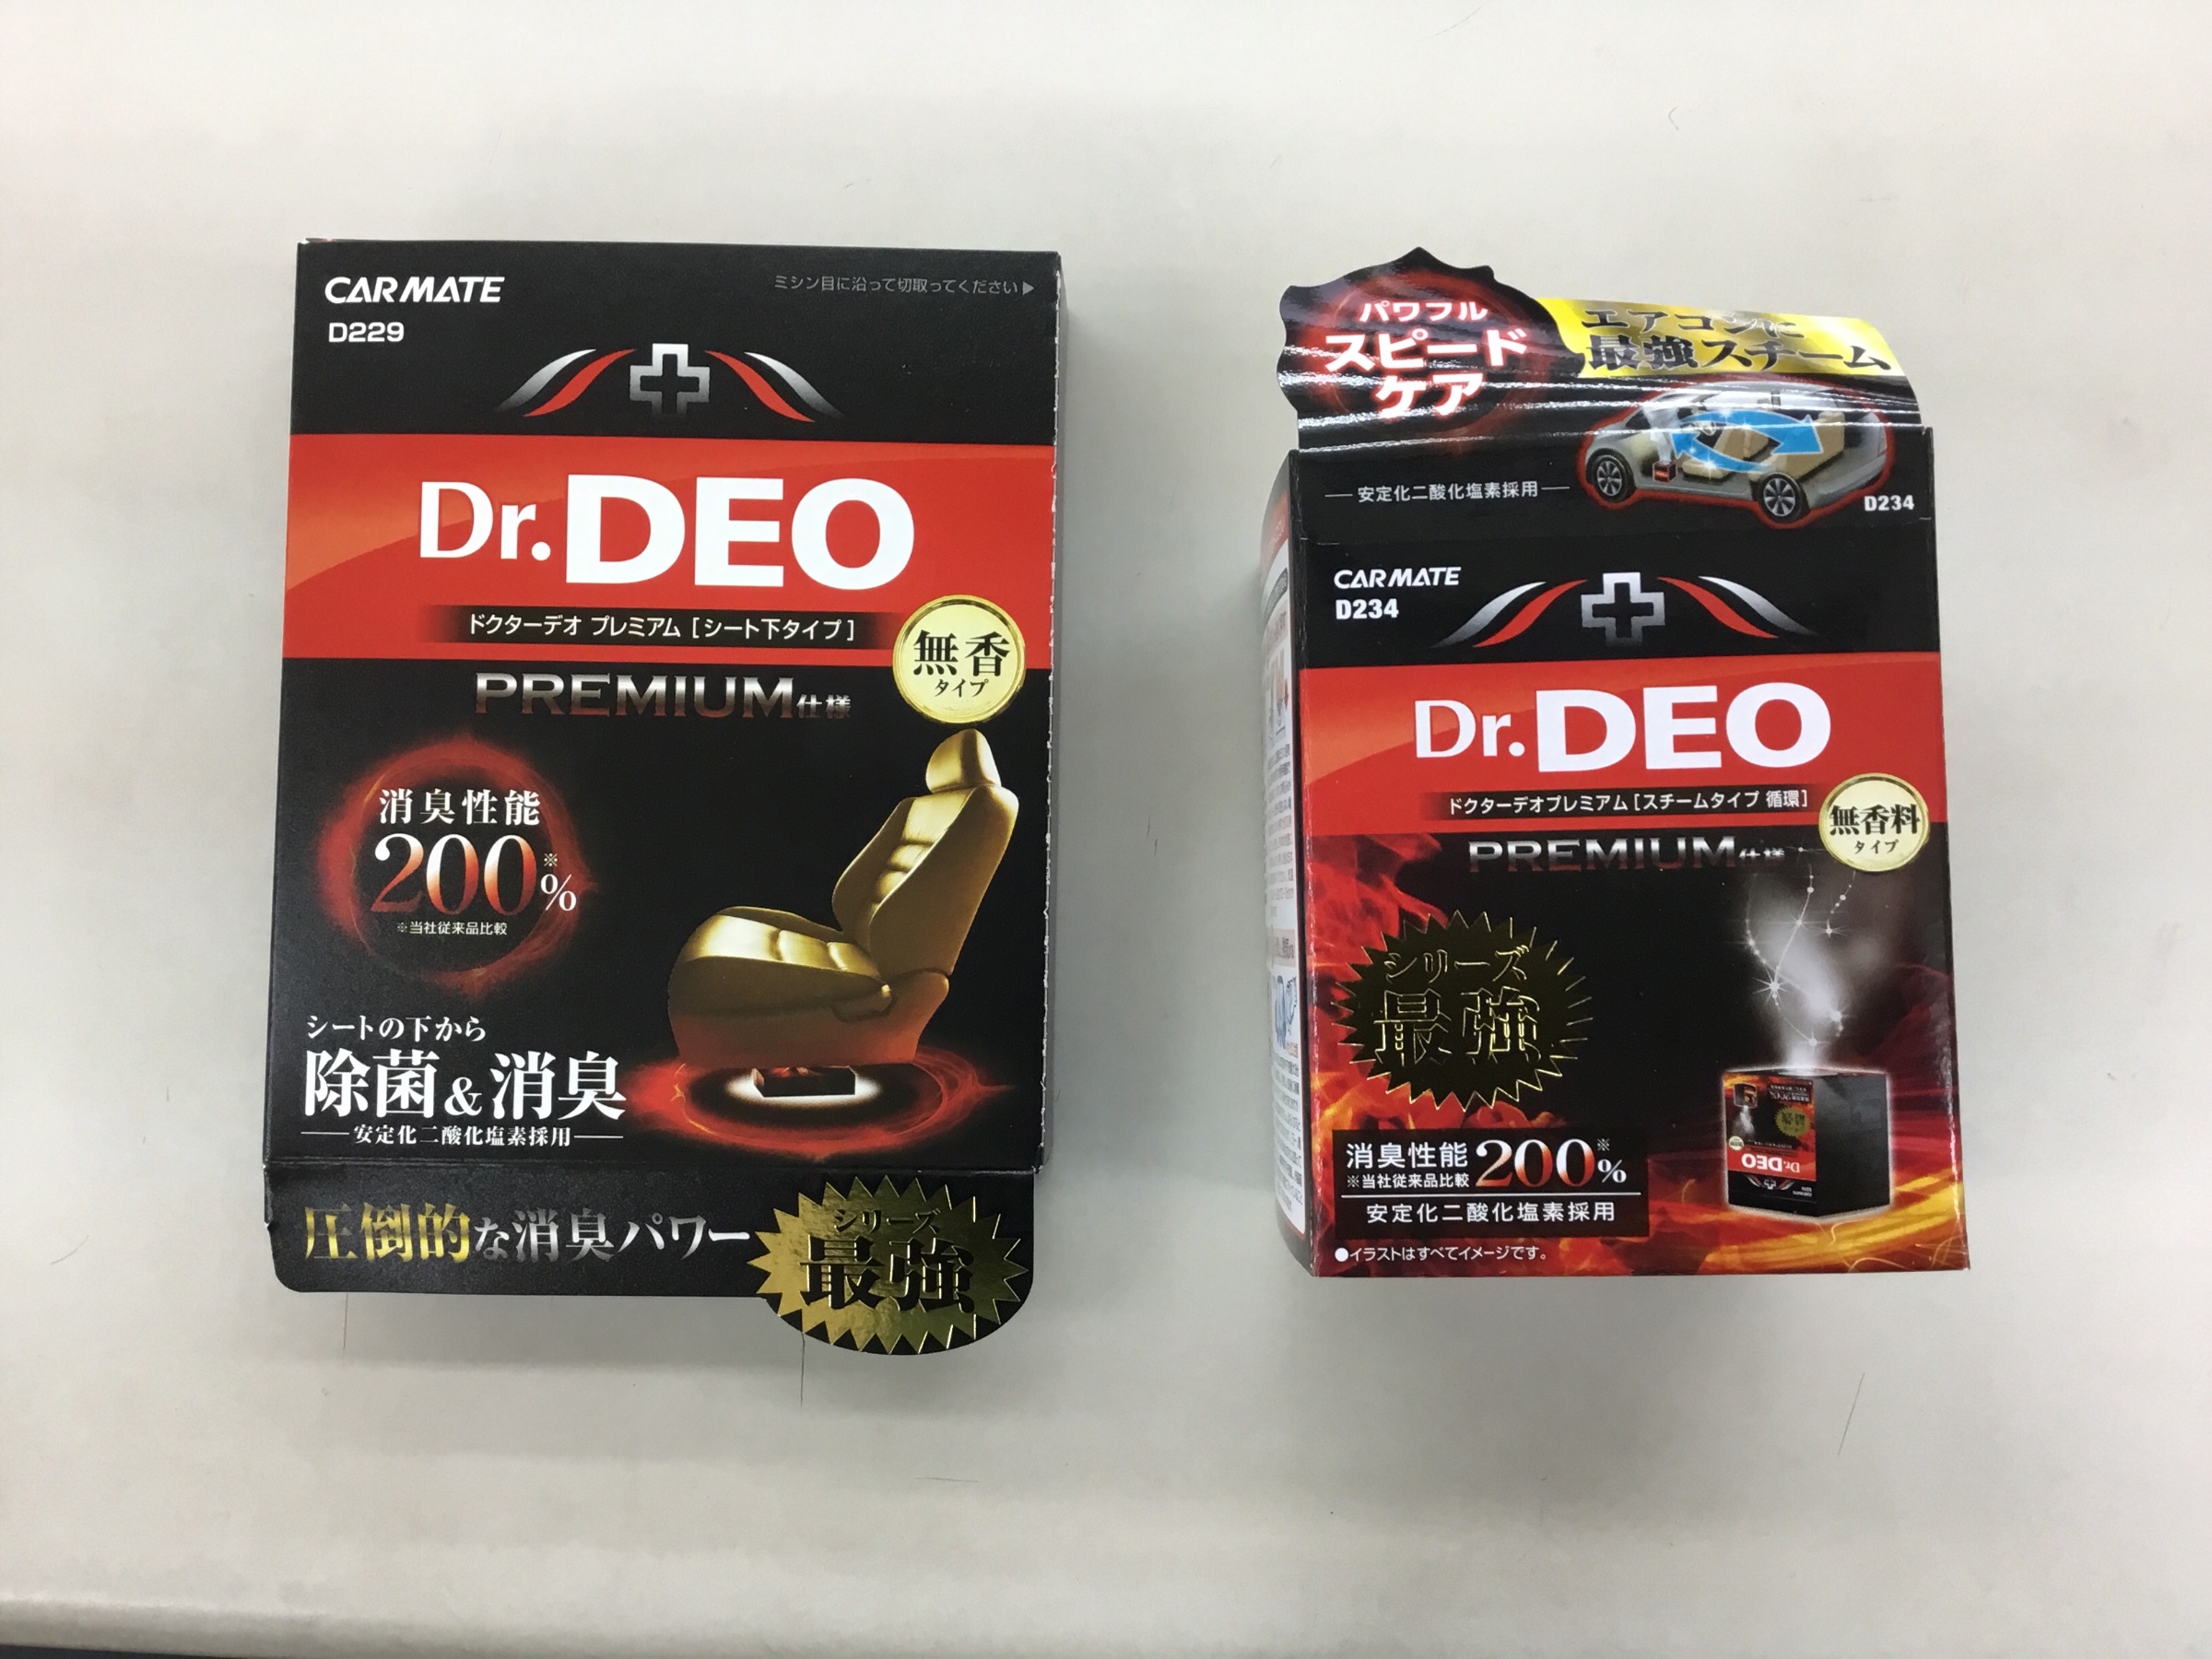 CARMATE
D229
ミシン目に沿って切取ってください▶
Dr.DEO
ドクターデオ プレミアム [シート下タイプ]
無香
タイプ
PREMIUM仕様
消臭性能
200%※
※当社従来品比較
シートの下から
除菌&消臭
安定化二酸化塩素採用
圧倒的な消臭パワー
シリーズ
最強
パワフル
スピード
ケア
エアコンに
最強スチーム
安定化二酸化塩素採用
D234
CARMATE
D234
Dr.DEO
ドクターデオプレミアム[スチームタイプ 循環]
無香料
タイプ
PREMIUM仕様
シリーズ
最強
Dr.DEO
消臭性能200%※
※当社従来品比較
安定化二酸化塩素採用
●イラストはすべてイメージです。